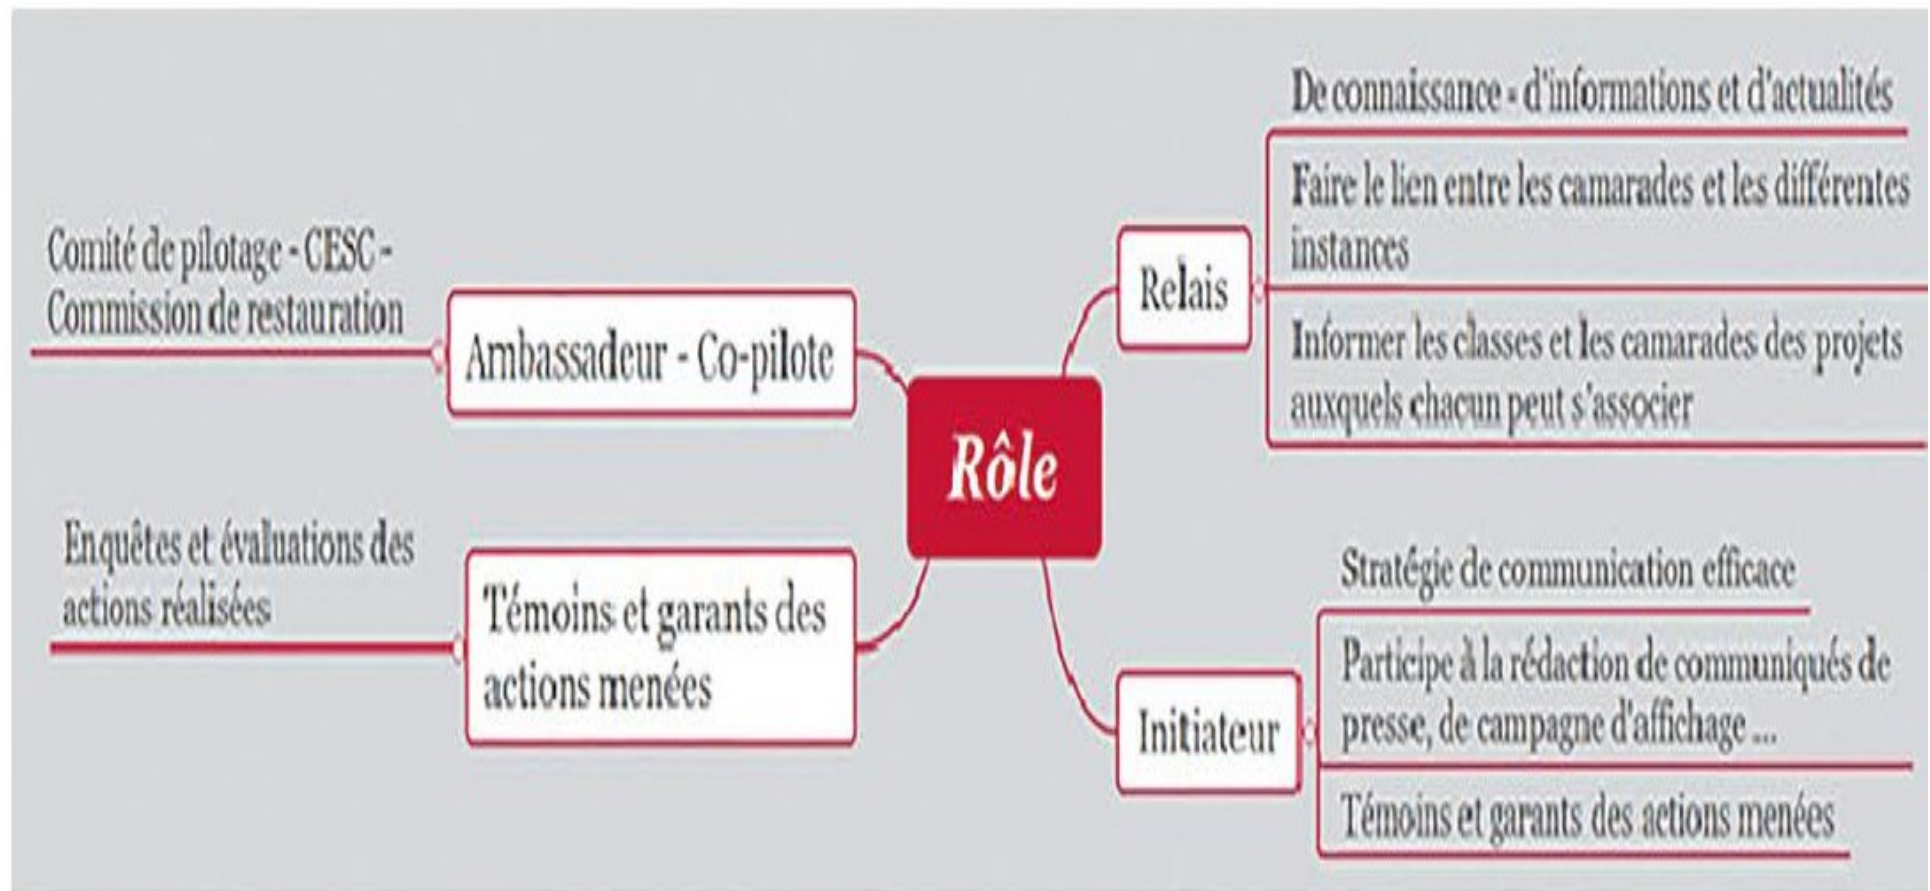 Rôle
Ambassadeur - Co-pilote
Comité de pilotage - CESC -
Commission de restauration
Témoins et garants des
actions menées
Enquêtes et évaluations des
actions réalisées
Relais
De connaissance - d'informations et d'actualités
Faire le lien entre les camarades et les différentes
instances
Informer les classes et les camarades des projets
auxquels chacun peut s'associer
Initiateur
Stratégie de communication efficace
Participe à la rédaction de communiqués de
presse, de campagne d'affichage ...
Témoins et garants des actions menées